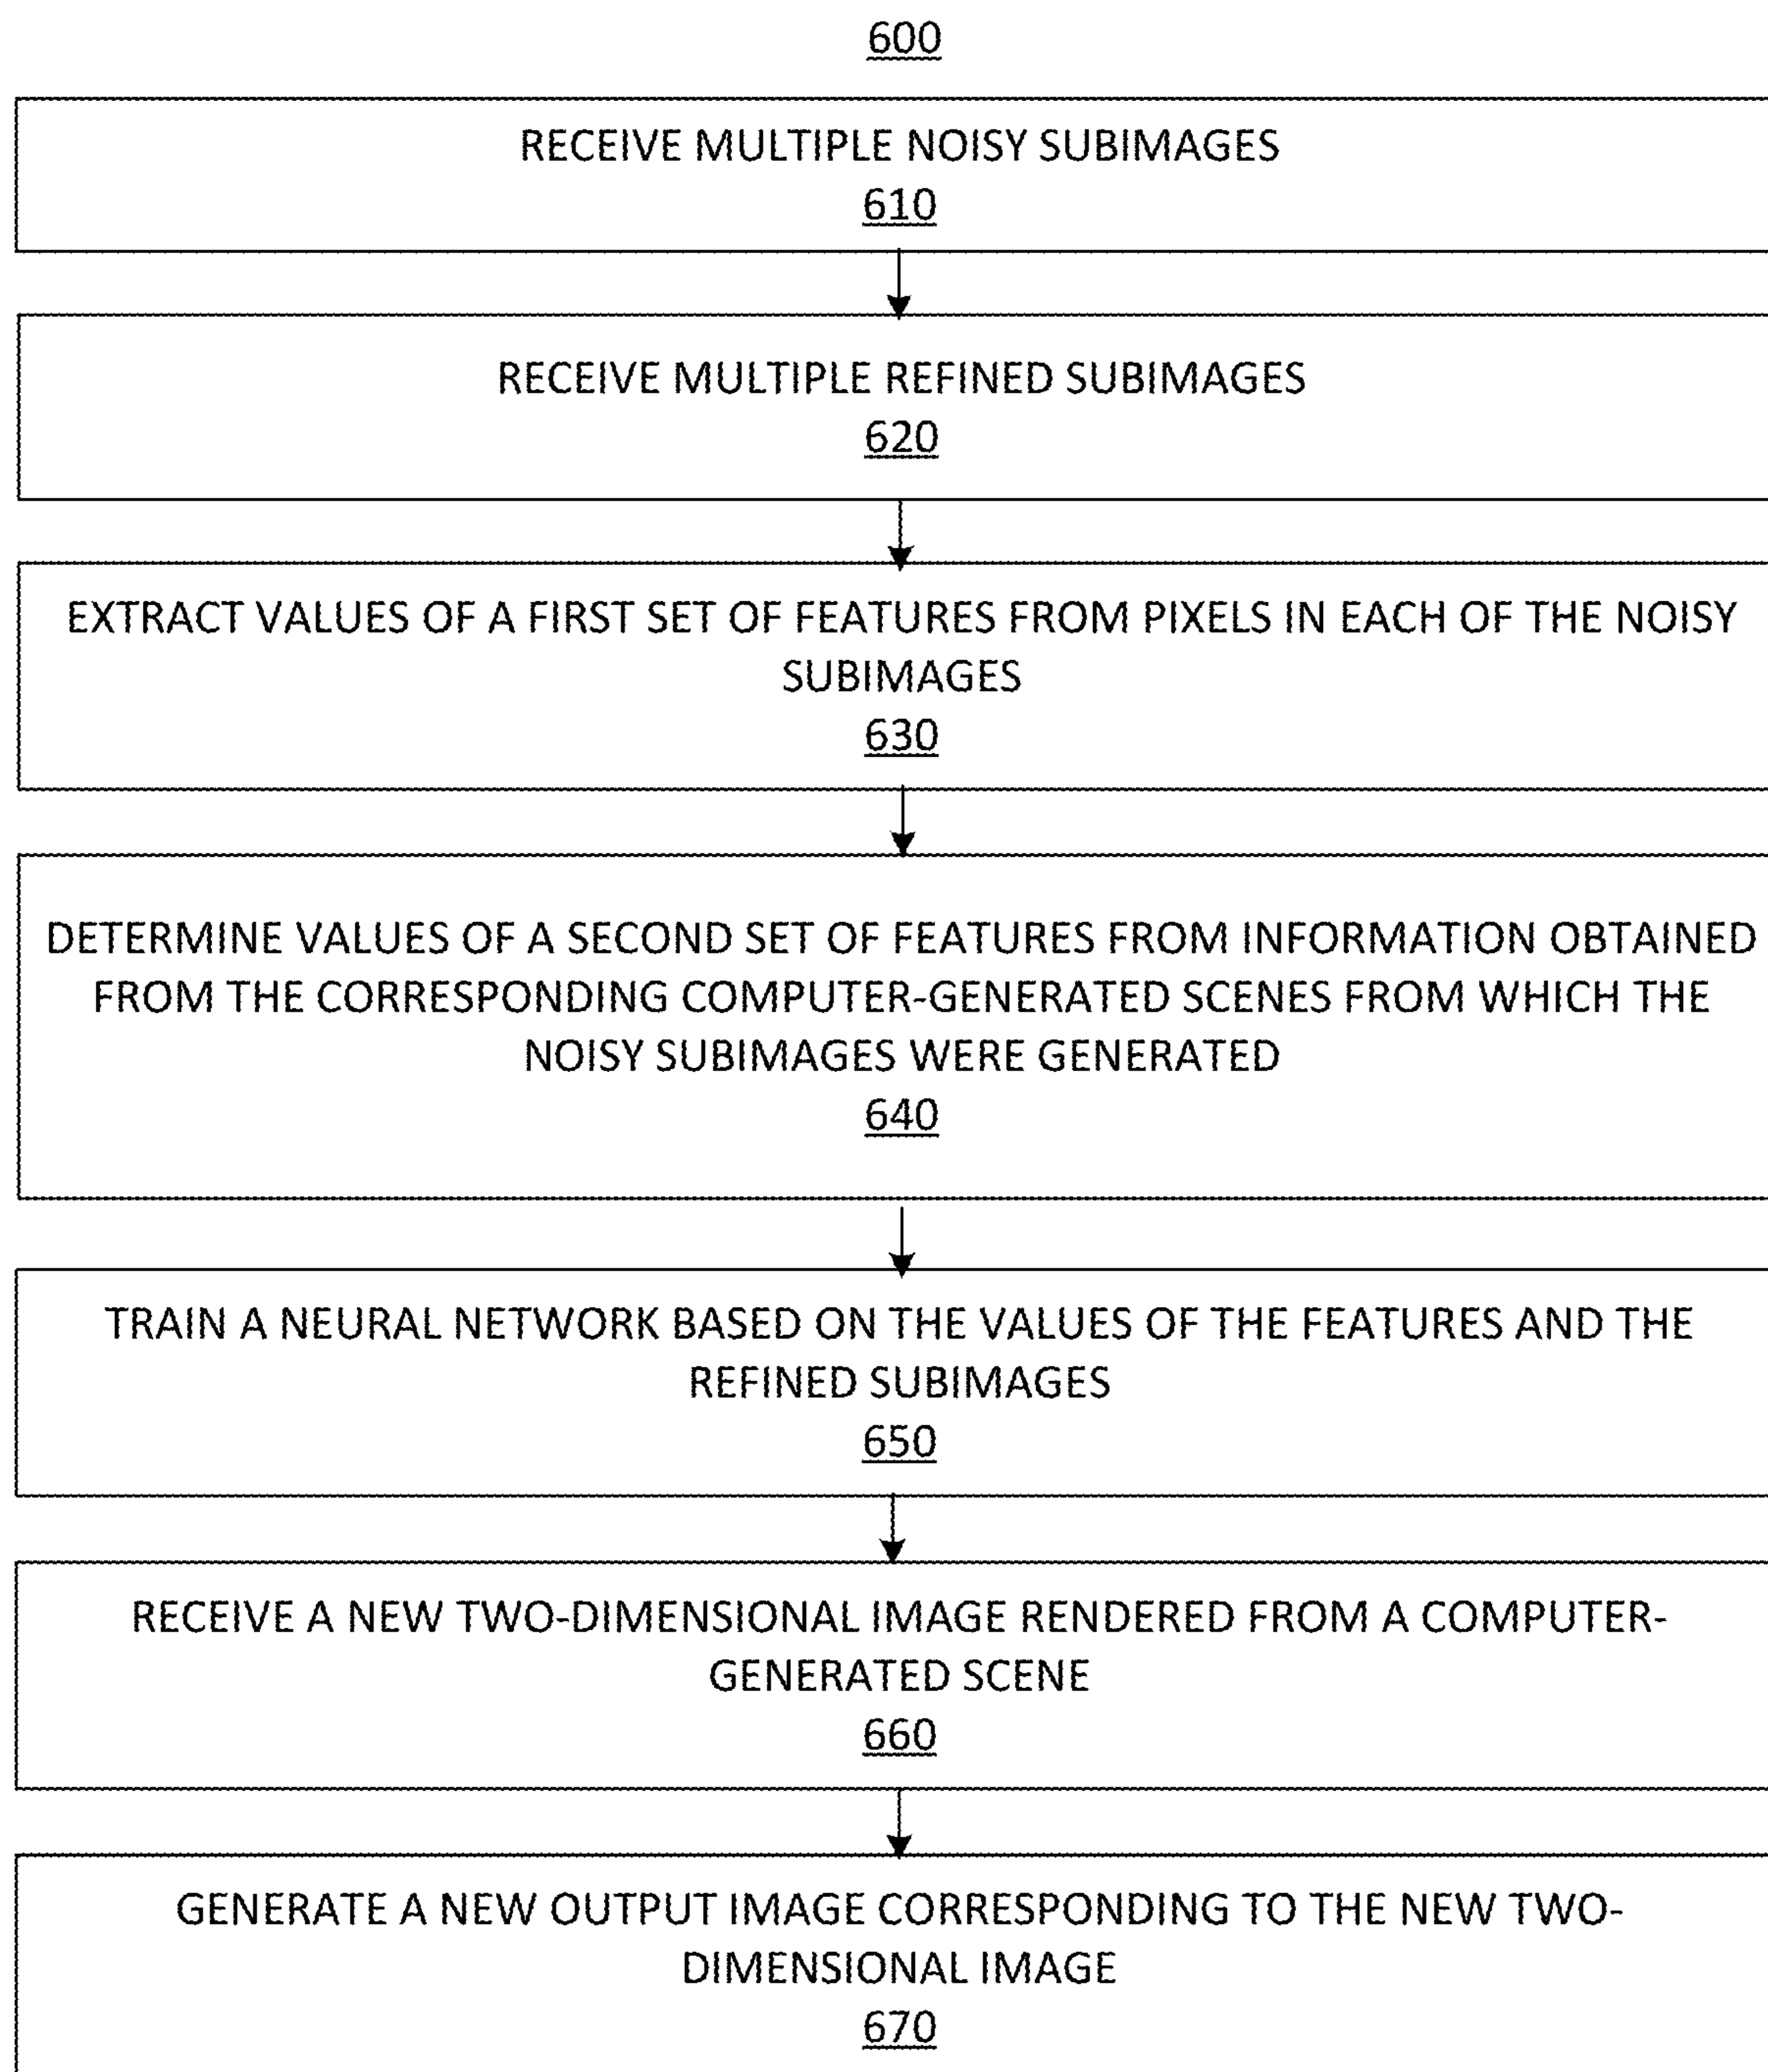 600
RECEIVE MULTIPLE NOISY SUBIMAGES
610
RECEIVE MULTIPLE REFINED SUBIMAGES
620
EXTRACT VALUES OF A FIRST SET OF FEATURES FROM PIXELS IN EACH OF THE NOISY
SUBIMAGES
630
DETERMINE VALUES OF A SECOND SET OF FEATURES FROM INFORMATION OBTAINED
FROM THE CORRESPONDING COMPUTER-GENERATED SCENES FROM WHICH THE
NOISY SUBIMAGES WERE GENERATED
640
TRAIN A NEURAL NETWORK BASED ON THE VALUES OF THE FEATURES AND THE
REFINED SUBIMAGES
650
RECEIVE A NEW TWO-DIMENSIONAL IMAGE RENDERED FROM A COMPUTER-
GENERATED SCENE
660
GENERATE A NEW OUTPUT IMAGE CORRESPONDING TO THE NEW TWO-
DIMENSIONAL IMAGE
670